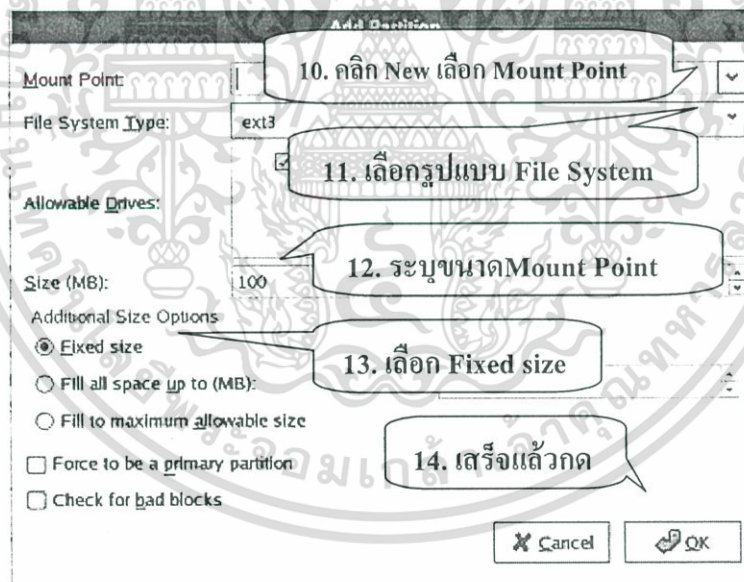 Add Partition
10. คลิก New เลือก Mount Point
Mount Point:
File System Type:
ext3
11. เลือกรูปแบบ File System
Allowable Drives:
12. ระบุขนาดMount Point
Size (MB):
100
Additional Size Options
Fixed size
13. เลือก Fixed size
Fill all space up to (MB):
Fill to maximum allowable size
14. เสร็จแล้วกด
Force to be a primary partition
Check for bad blocks
Cancel
OK